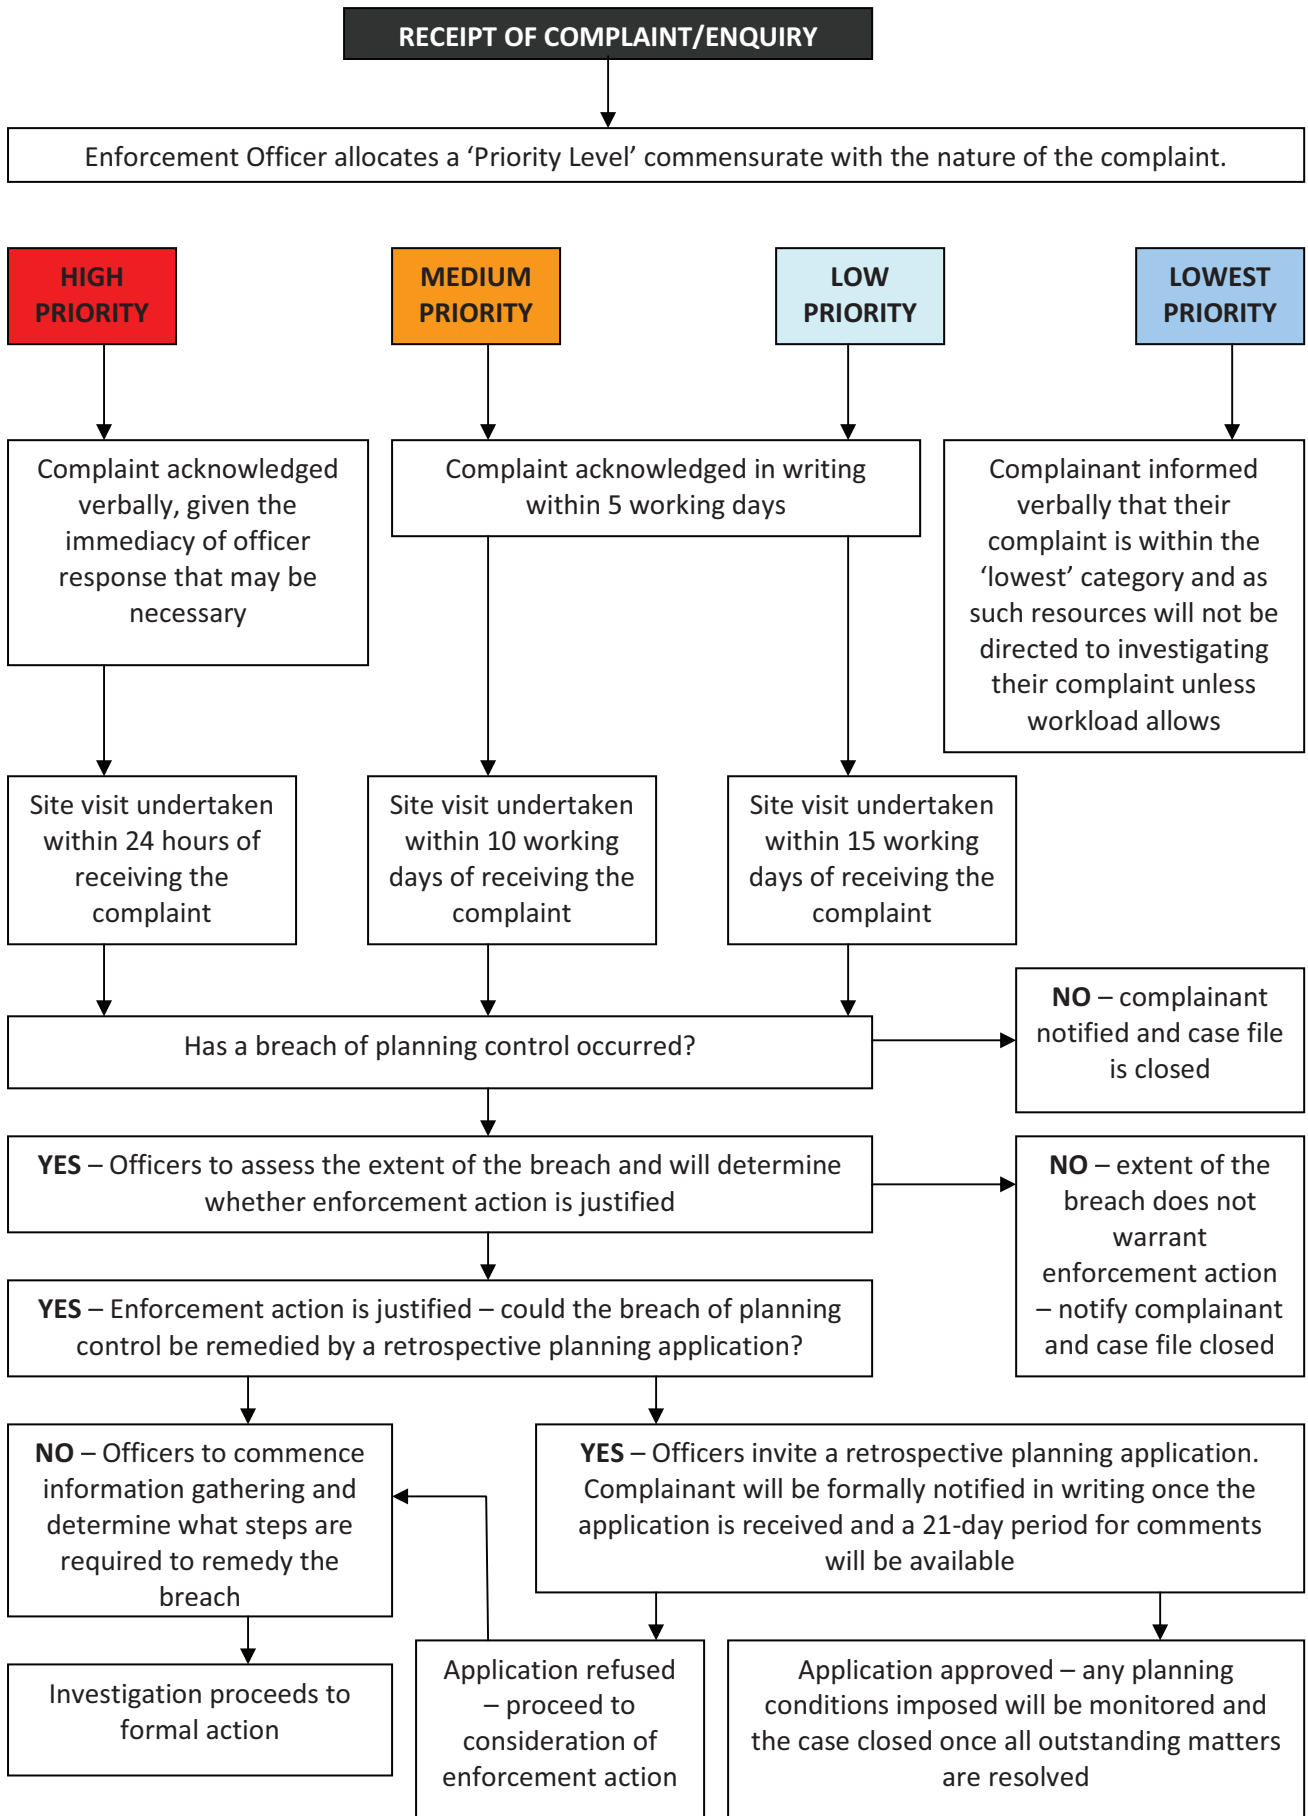 RECEIPT OF COMPLAINT/ENQUIRY
Enforcement Officer allocates a ‘Priority Level’ commensurate with the nature of the complaint.
HIGH
PRIORITY
MEDIUM
PRIORITY
LOW
PRIORITY
LOWEST
PRIORITY
Complaint acknowledged
verbally, given the
immediacy of officer
response that may be
necessary
Complaint acknowledged in writing
within 5 working days
Complainant informed
verbally that their
complaint is within the
‘lowest’ category and as
such resources will not be
directed to investigating
their complaint unless
workload allows
Site visit undertaken
within 24 hours of
receiving the
complaint
Site visit undertaken
within 10 working
days of receiving the
complaint
Site visit undertaken
within 15 working
days of receiving the
complaint
Has a breach of planning control occurred?
NO – complainant
notified and case file
is closed
YES – Officers to assess the extent of the breach and will determine
whether enforcement action is justified
NO – extent of the
breach does not
warrant
enforcement action
– notify complainant
and case file closed
YES – Enforcement action is justified – could the breach of planning
control be remedied by a retrospective planning application?
NO – Officers to commence
information gathering and
determine what steps are
required to remedy the
breach
YES – Officers invite a retrospective planning application.
Complainant will be formally notified in writing once the
application is received and a 21-day period for comments
will be available
Investigation proceeds to
formal action
Application refused
– proceed to
consideration of
enforcement action
Application approved – any planning
conditions imposed will be monitored and
the case closed once all outstanding matters
are resolved